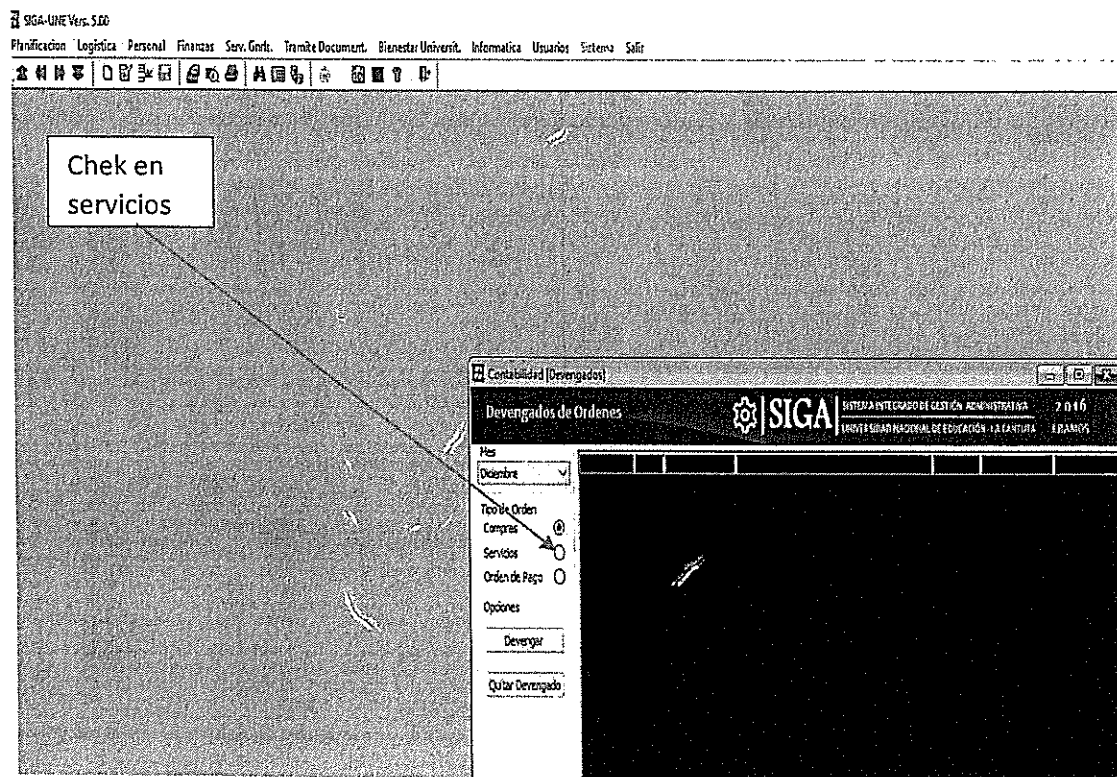 SIGA-UNE Vers. 5.00
Planificacion Logística Personal Finanzas Serv. Gnrls. Tramite Document. Bienestar Universit. Informatica Usuarios Sistema Salir
Chek en
servicios
Contabilidad [Devengados]
Devengados de Ordenes
SIGA
SISTEMA INTEGRADO DE GESTIÓN ADMINISTRATIVA
2016
UNIVERSIDAD NACIONAL DE EDUCACIÓN - LA CANTUTA
ERAMOS
Mes
Diciembre
Tipo de Orden
Compras
Servicios
Orden de Pago
Opciones
Devengar
Quitar Devengado